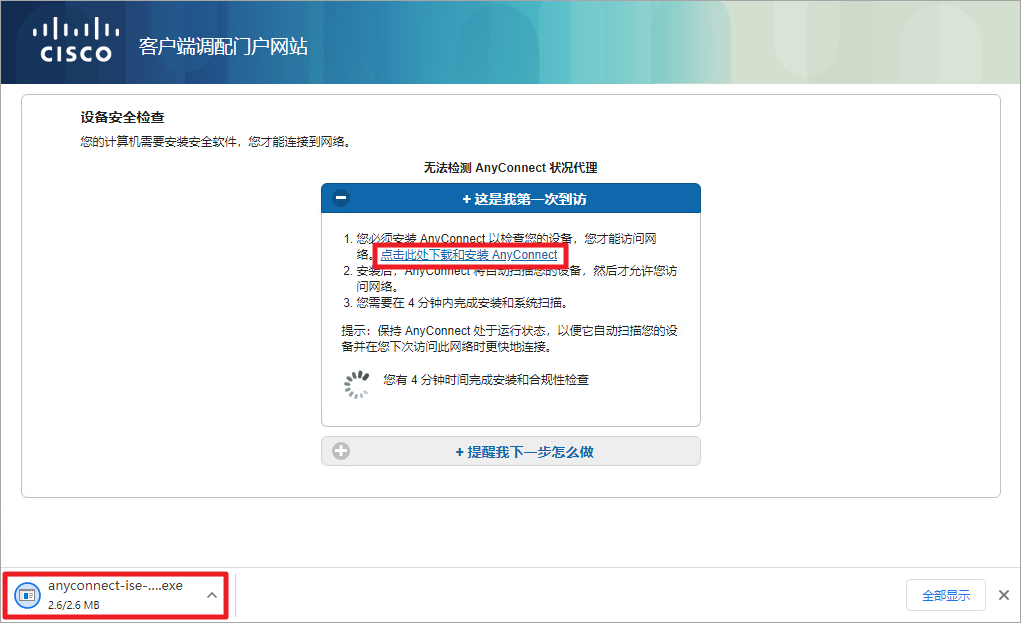 CISCO
客户端调配门户网站
设备安全检查
您的计算机需要安装安全软件，您才能连接到网络。
无法检测 AnyConnect 状况代理
+ 这是我第一次到访
1. 您必须安装 AnyConnect 以检查您的设备，您才能访问网
络。点击此处下载和安装 AnyConnect
2. 安装后，AnyConnect 将自动扫描您的设备，然后才允许您访
问网络。
3. 您需要在 4 分钟内完成安装和系统扫描。
提示：保持 AnyConnect 处于运行状态，以便它自动扫描您的设
备并在您下次访问此网络时更快地连接。
您有 4 分钟时间完成安装和合规性检查
+ 提醒我下一步怎么做
anyconnect-ise-....exe
2.6/2.6 MB
全部显示